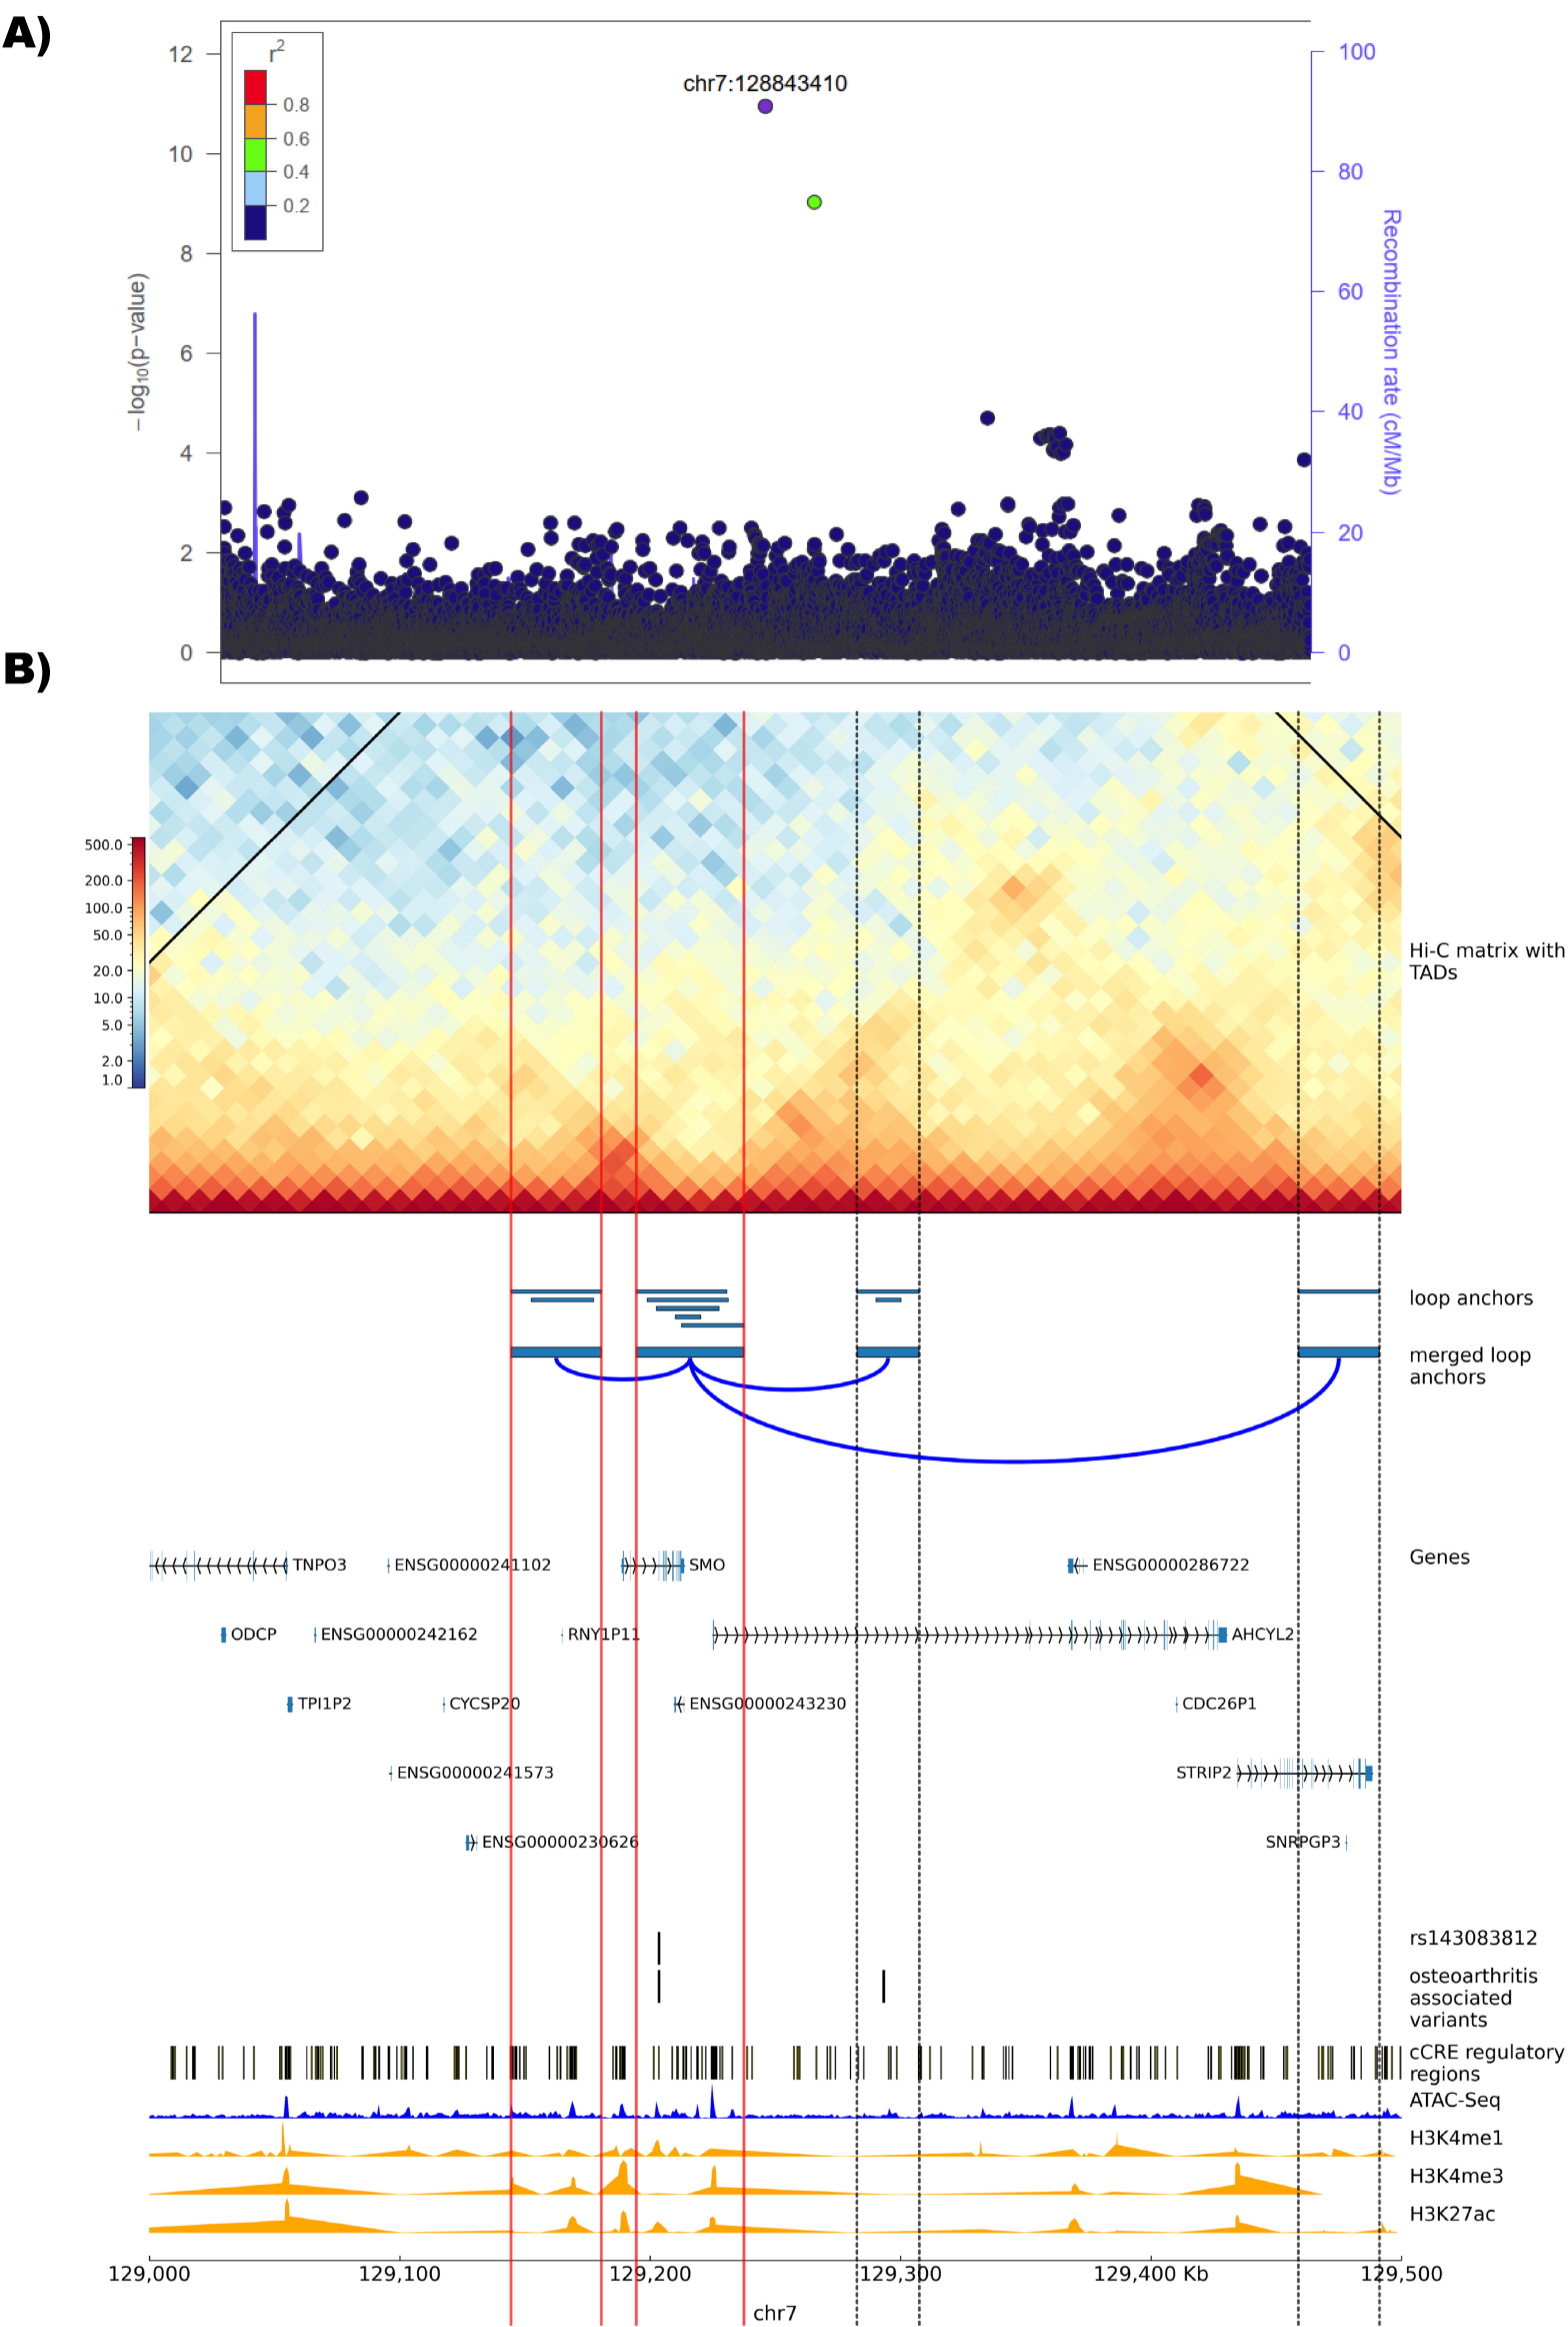 A)
r2
0.8
0.6
0.4
0.2
chr7:128843410
12
10
8
6
4
2
0
−log10(p−value)
100
80
60
40
20
0
Recombination rate (cM/Mb)
B)
500.0
200.0
100.0
50.0
20.0
10.0
5.0
2.0
1.0
Hi-C matrix with
TADs
loop anchors
merged loop
anchors
Genes
TNPO3
ENSG00000241102
SMO
ENSG00000286722
ODCP
ENSG00000242162
RNY1P11
AHCYL2
TPI1P2
CYCSP20
ENSG00000243230
CDC26P1
ENSG00000241573
STRIP2
ENSG00000230626
SNRPGP3
rs143083812
osteoarthritis
associated
variants
cCRE regulatory
regions
ATAC-Seq
H3K4me1
H3K4me3
H3K27ac
129,000
129,100
129,200
129,300
129,400 Kb
129,500
chr7